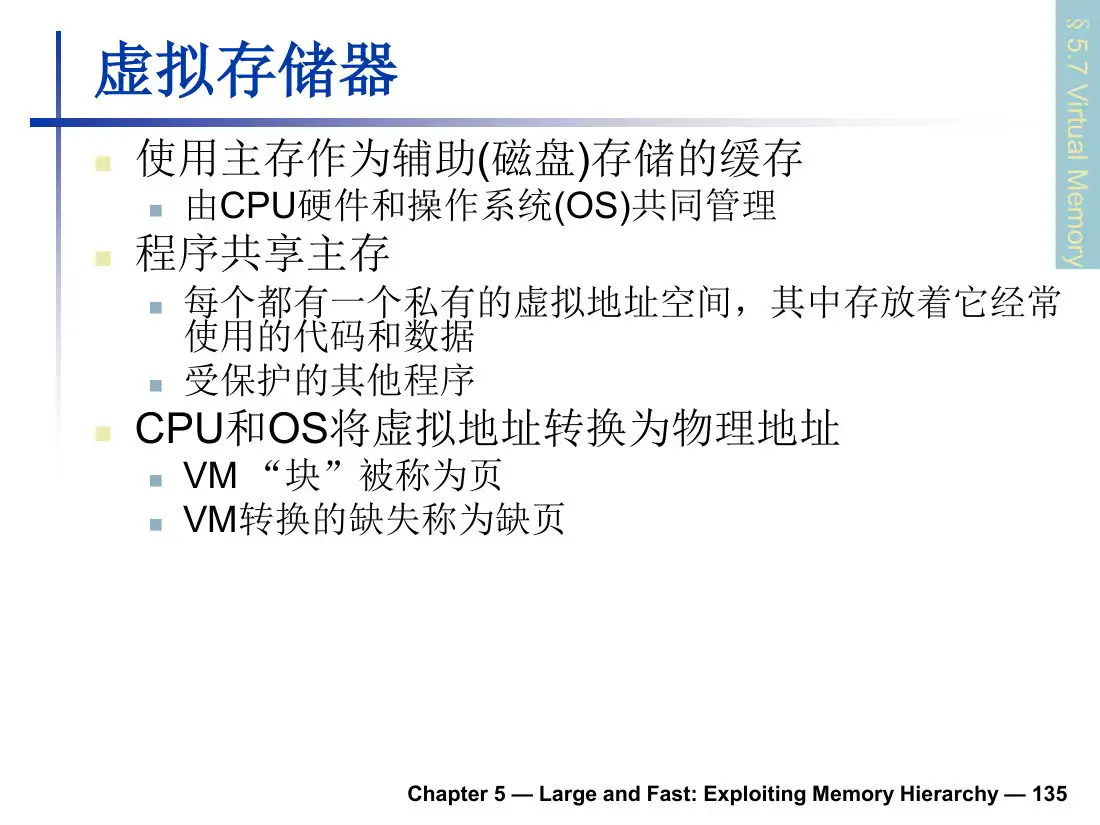 虚拟存储器
§5.7 Virtual Memory
使用主存作为辅助(磁盘)存储的缓存
由CPU硬件和操作系统(OS)共同管理
程序共享主存
每个都有一个私有的虚拟地址空间，其中存放着它经常
使用的代码和数据
受保护的其他程序
CPU和OS将虚拟地址转换为物理地址
VM “块”被称为页
VM转换的缺失称为缺页
Chapter 5 — Large and Fast: Exploiting Memory Hierarchy — 135